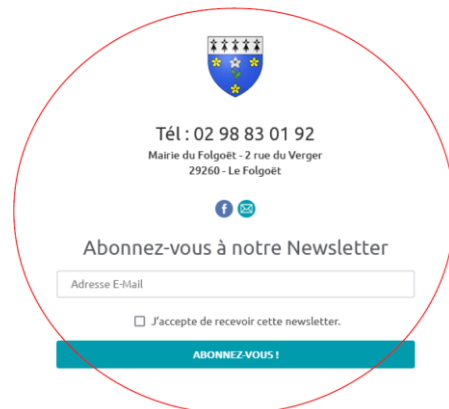 Tél : 02 98 83 01 92
Mairie du Folgoët - 2 rue du Verger
29260 - Le Folgoët
Abonnez-vous à notre Newsletter
Adresse E-Mail
J'accepte de recevoir cette newsletter.
ABONNEZ-VOUS !